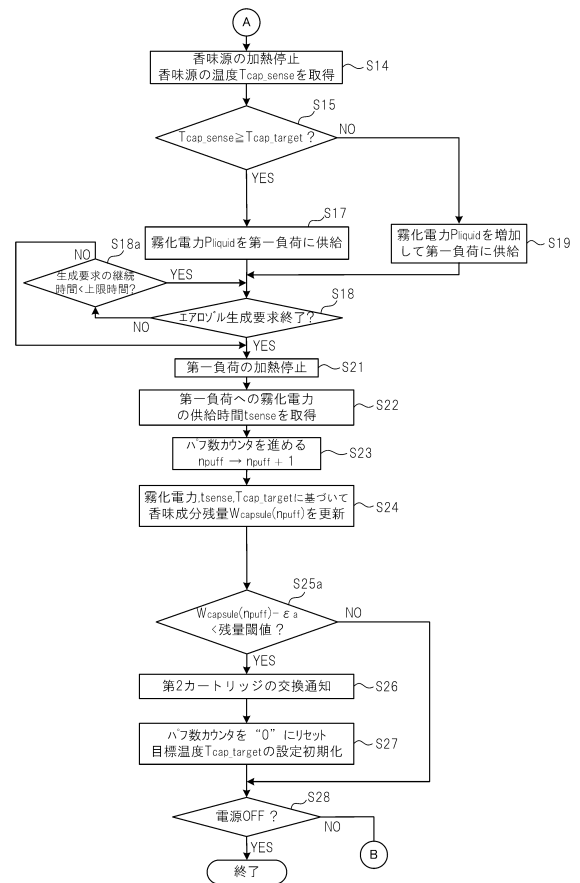 A
香味源の加熱停止
香味源の温度Tcap_senseを取得
S14
S15
Tcap_sense≧Tcap_target？
NO
YES
S17
霧化電力Pliquidを第一負荷に供給
霧化電力Pliquidを増加
して第一負荷に供給
S19
S18a
NO
生成要求の継続
時間<上限時間?
YES
S18
エアロゾル生成要求終了？
NO
YES
第一負荷の加熱停止
S21
第一負荷への霧化電力
の供給時間tsenseを取得
S22
パフ数カウンタを進める
npuff → npuff + 1
S23
霧化電力,tsense,Tcap_targetに基づいて
香味成分残量Wcapsule(npuff)を更新
S24
S25a
Wcapsule(npuff)- εa
<残量閾値？
NO
YES
第2カートリッジの交換通知
S26
パフ数カウンタを “0” にリセット
目標温度Tcap_targetの設定初期化
S27
S28
電源OFF？
NO
YES
B
終了